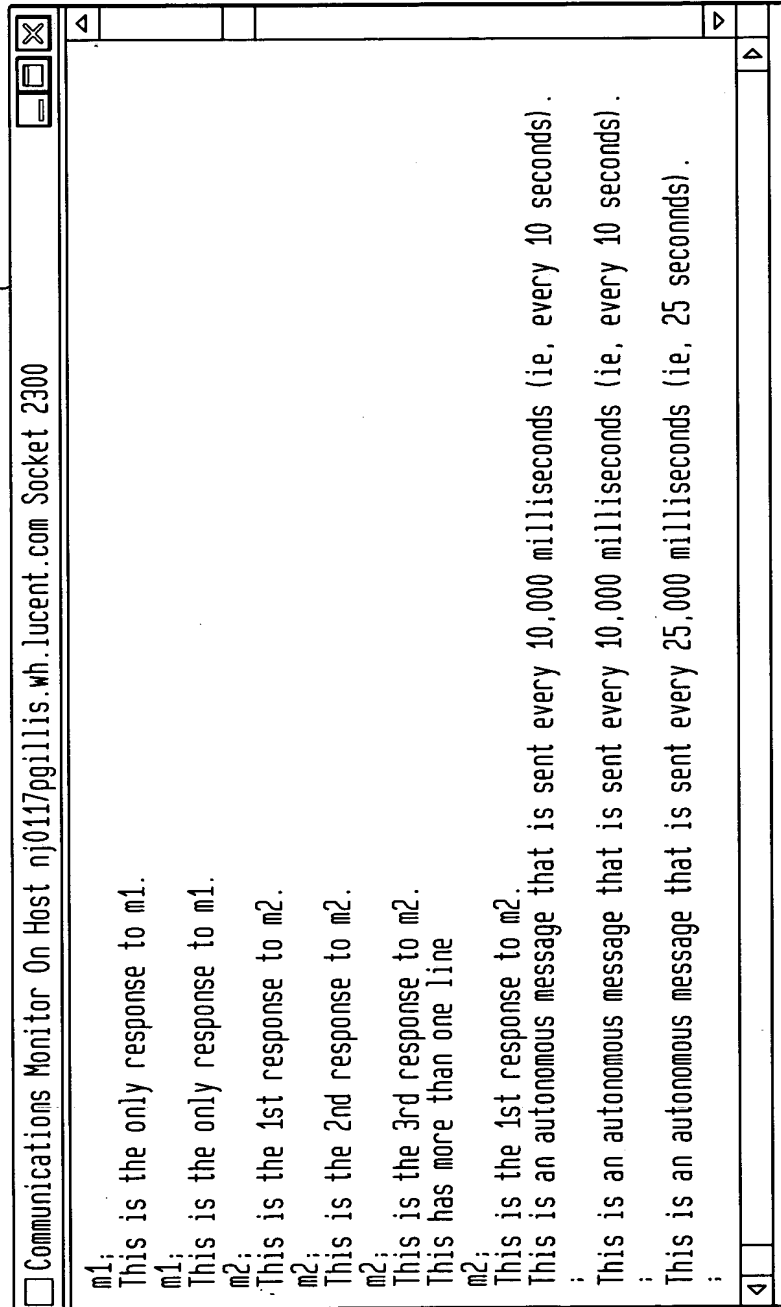 Communications Monitor On Host nj0117pgillis.wh.lucent.com Socket 2300
m1;
This is the only response to m1.
m1;
This is the only response to m1.
m2;
This is the 1st response to m2.
m2;
This is the 2nd response to m2.
m2;
This is the 3rd response to m2.
This has more than one line
m2;
This is the 1st response to m2.
This is an autonomous message that is sent every 10,000 milliseconds (ie, every 10 seconds).
;
This is an autonomous message that is sent every 10,000 milliseconds (ie, every 10 seconds).
;
This is an autonomous message that is sent every 25,000 milliseconds (ie, 25 seconnds).
;